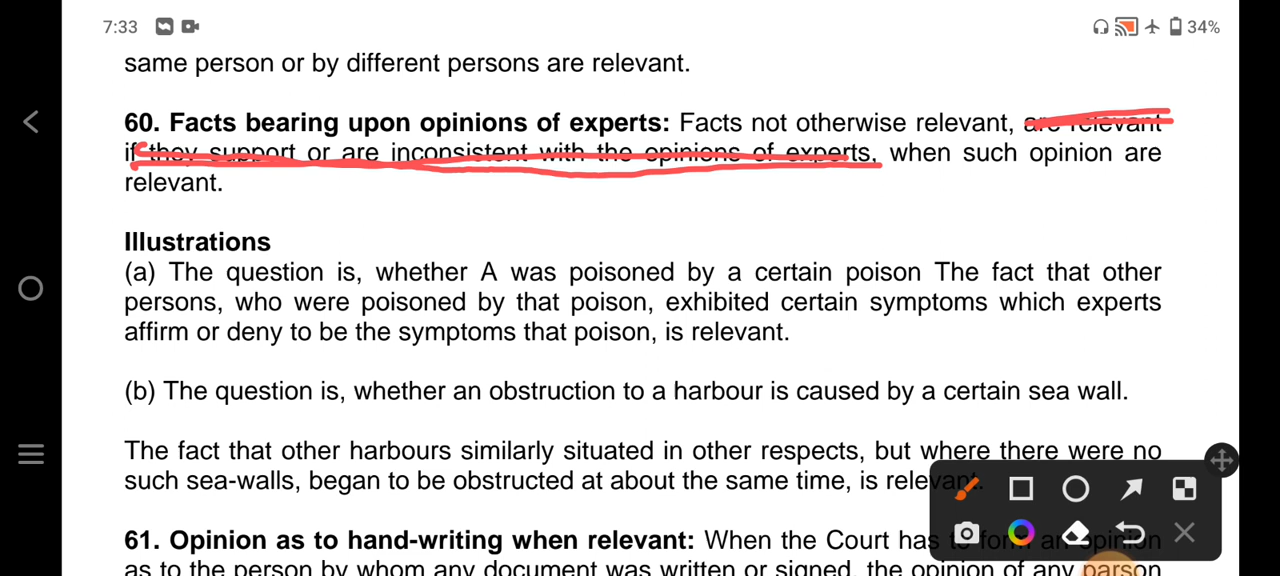 7:33 34%
same person or by different persons are relevant.
60. Facts bearing upon opinions of experts: Facts not otherwise relevant, are relevant
if they support or are inconsistent with the opinions of experts, when such opinion are
relevant.
Illustrations
(a) The question is, whether A was poisoned by a certain poison The fact that other
persons, who were poisoned by that poison, exhibited certain symptoms which experts
affirm or deny to be the symptoms that poison, is relevant.
(b) The question is, whether an obstruction to a harbour is caused by a certain sea wall.
The fact that other harbours similarly situated in other respects, but where there were no
such sea-walls, began to be obstructed at about the same time, is relevant.
61. Opinion as to hand-writing when relevant: When the Court has to form an opinion
as to the person by whom any document was written or signed, the opinion of any